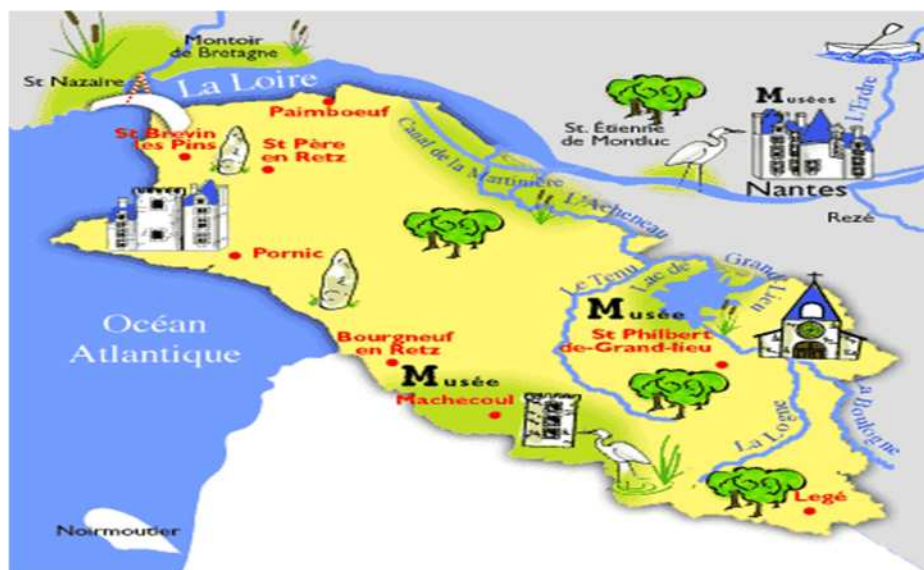 Montoir
de Bretagne
St Nazaire
La Loire
Paimboeuf
Musées
L'Erdre
St Brevin
les Pins
St Père
en Retz
Canal de la Martinière
St. Étienne
de Montluc
Nantes
L'Acheneau
Rezé
Pornic
Le Tenu
Lac de
Grand Lieu
Musée
Océan
Atlantique
St Philbert
de-Grand-lieu
Bourgneuf
en Retz
Musée
Machecoul
La Logne
La Boulogne
Legé
Noirmoutier